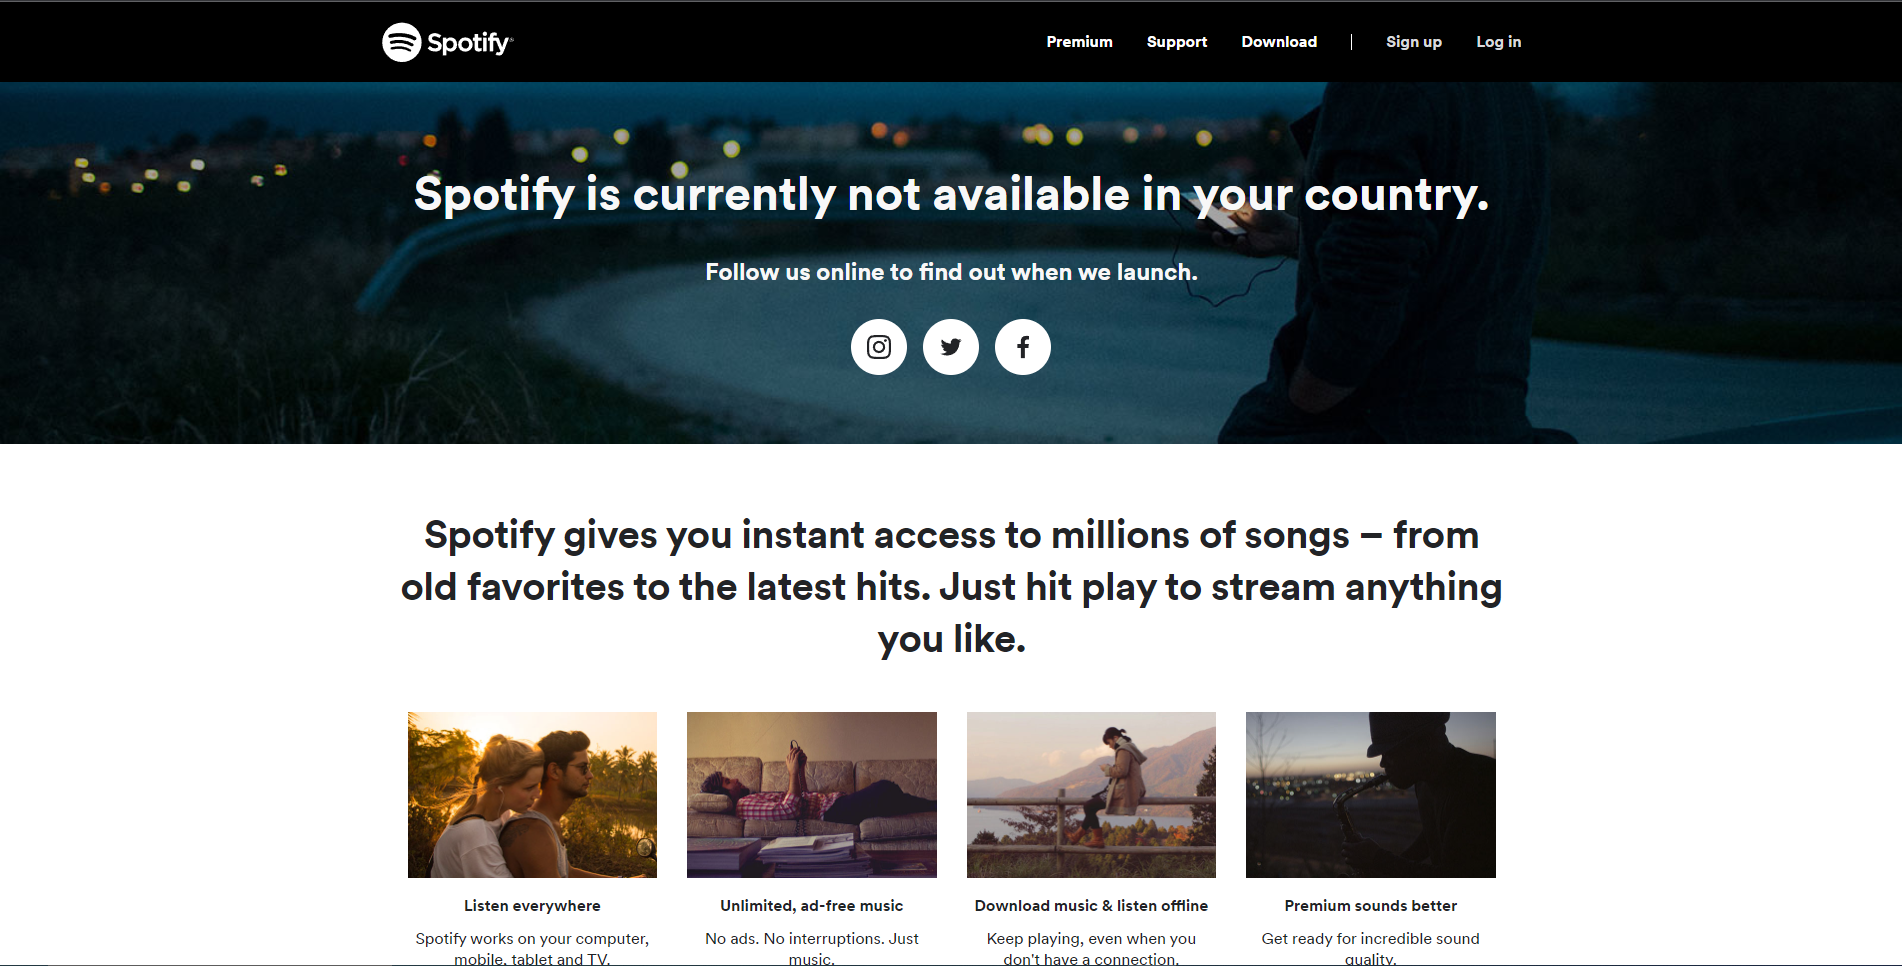 Spotify®
Premium
Support
Download
Sign up
Log in
Spotify is currently not available in your country.
Follow us online to find out when we launch.
Spotify gives you instant access to millions of songs – from
old favorites to the latest hits. Just hit play to stream anything
you like.
Listen everywhere
Spotify works on your computer,
mobile, tablet and TV.
Unlimited, ad-free music
No ads. No interruptions. Just
music.
Download music & listen offline
Keep playing, even when you
don't have a connection.
Premium sounds better
Get ready for incredible sound
quality.